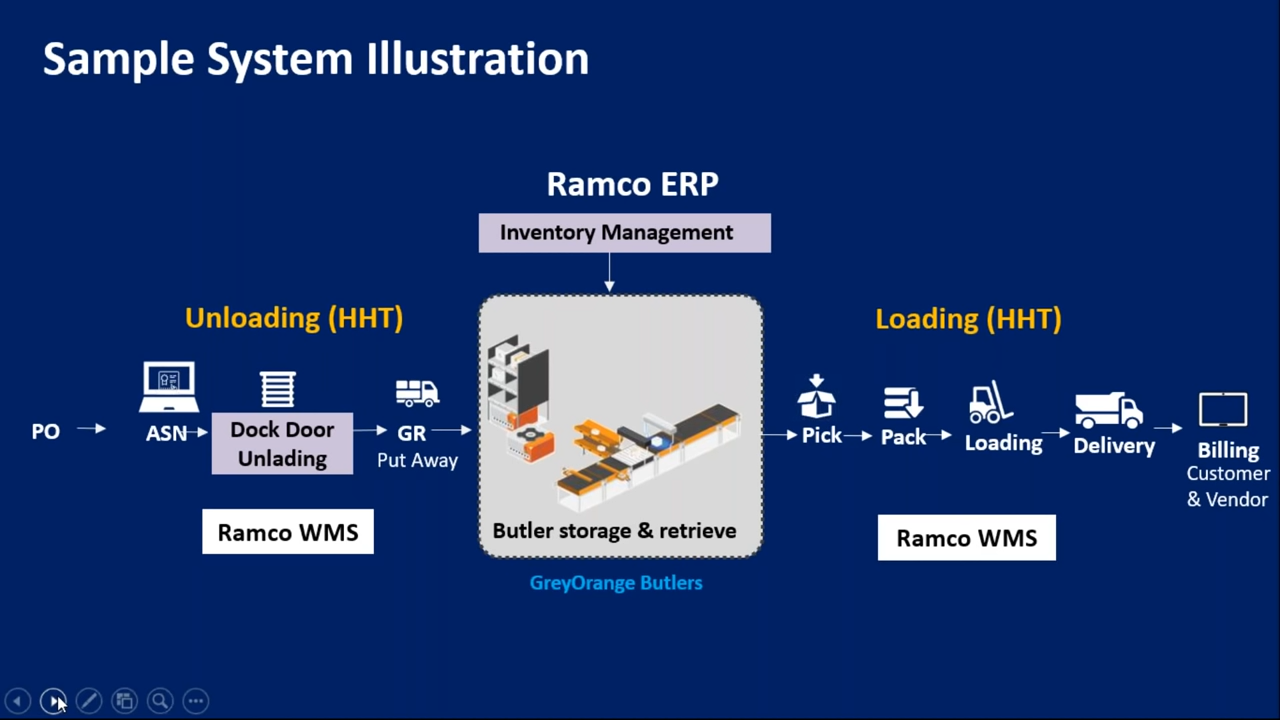 Sample System Illustration
Ramco ERP
Inventory Management
Unloading (HHT)
Loading (HHT)
PO
ASN
Dock Door
Unlading
GR
Put Away
Pick
Pack
Loading
Delivery
Billing
Customer
& Vendor
Ramco WMS
Butler storage & retrieve
Ramco WMS
GreyOrange Butlers